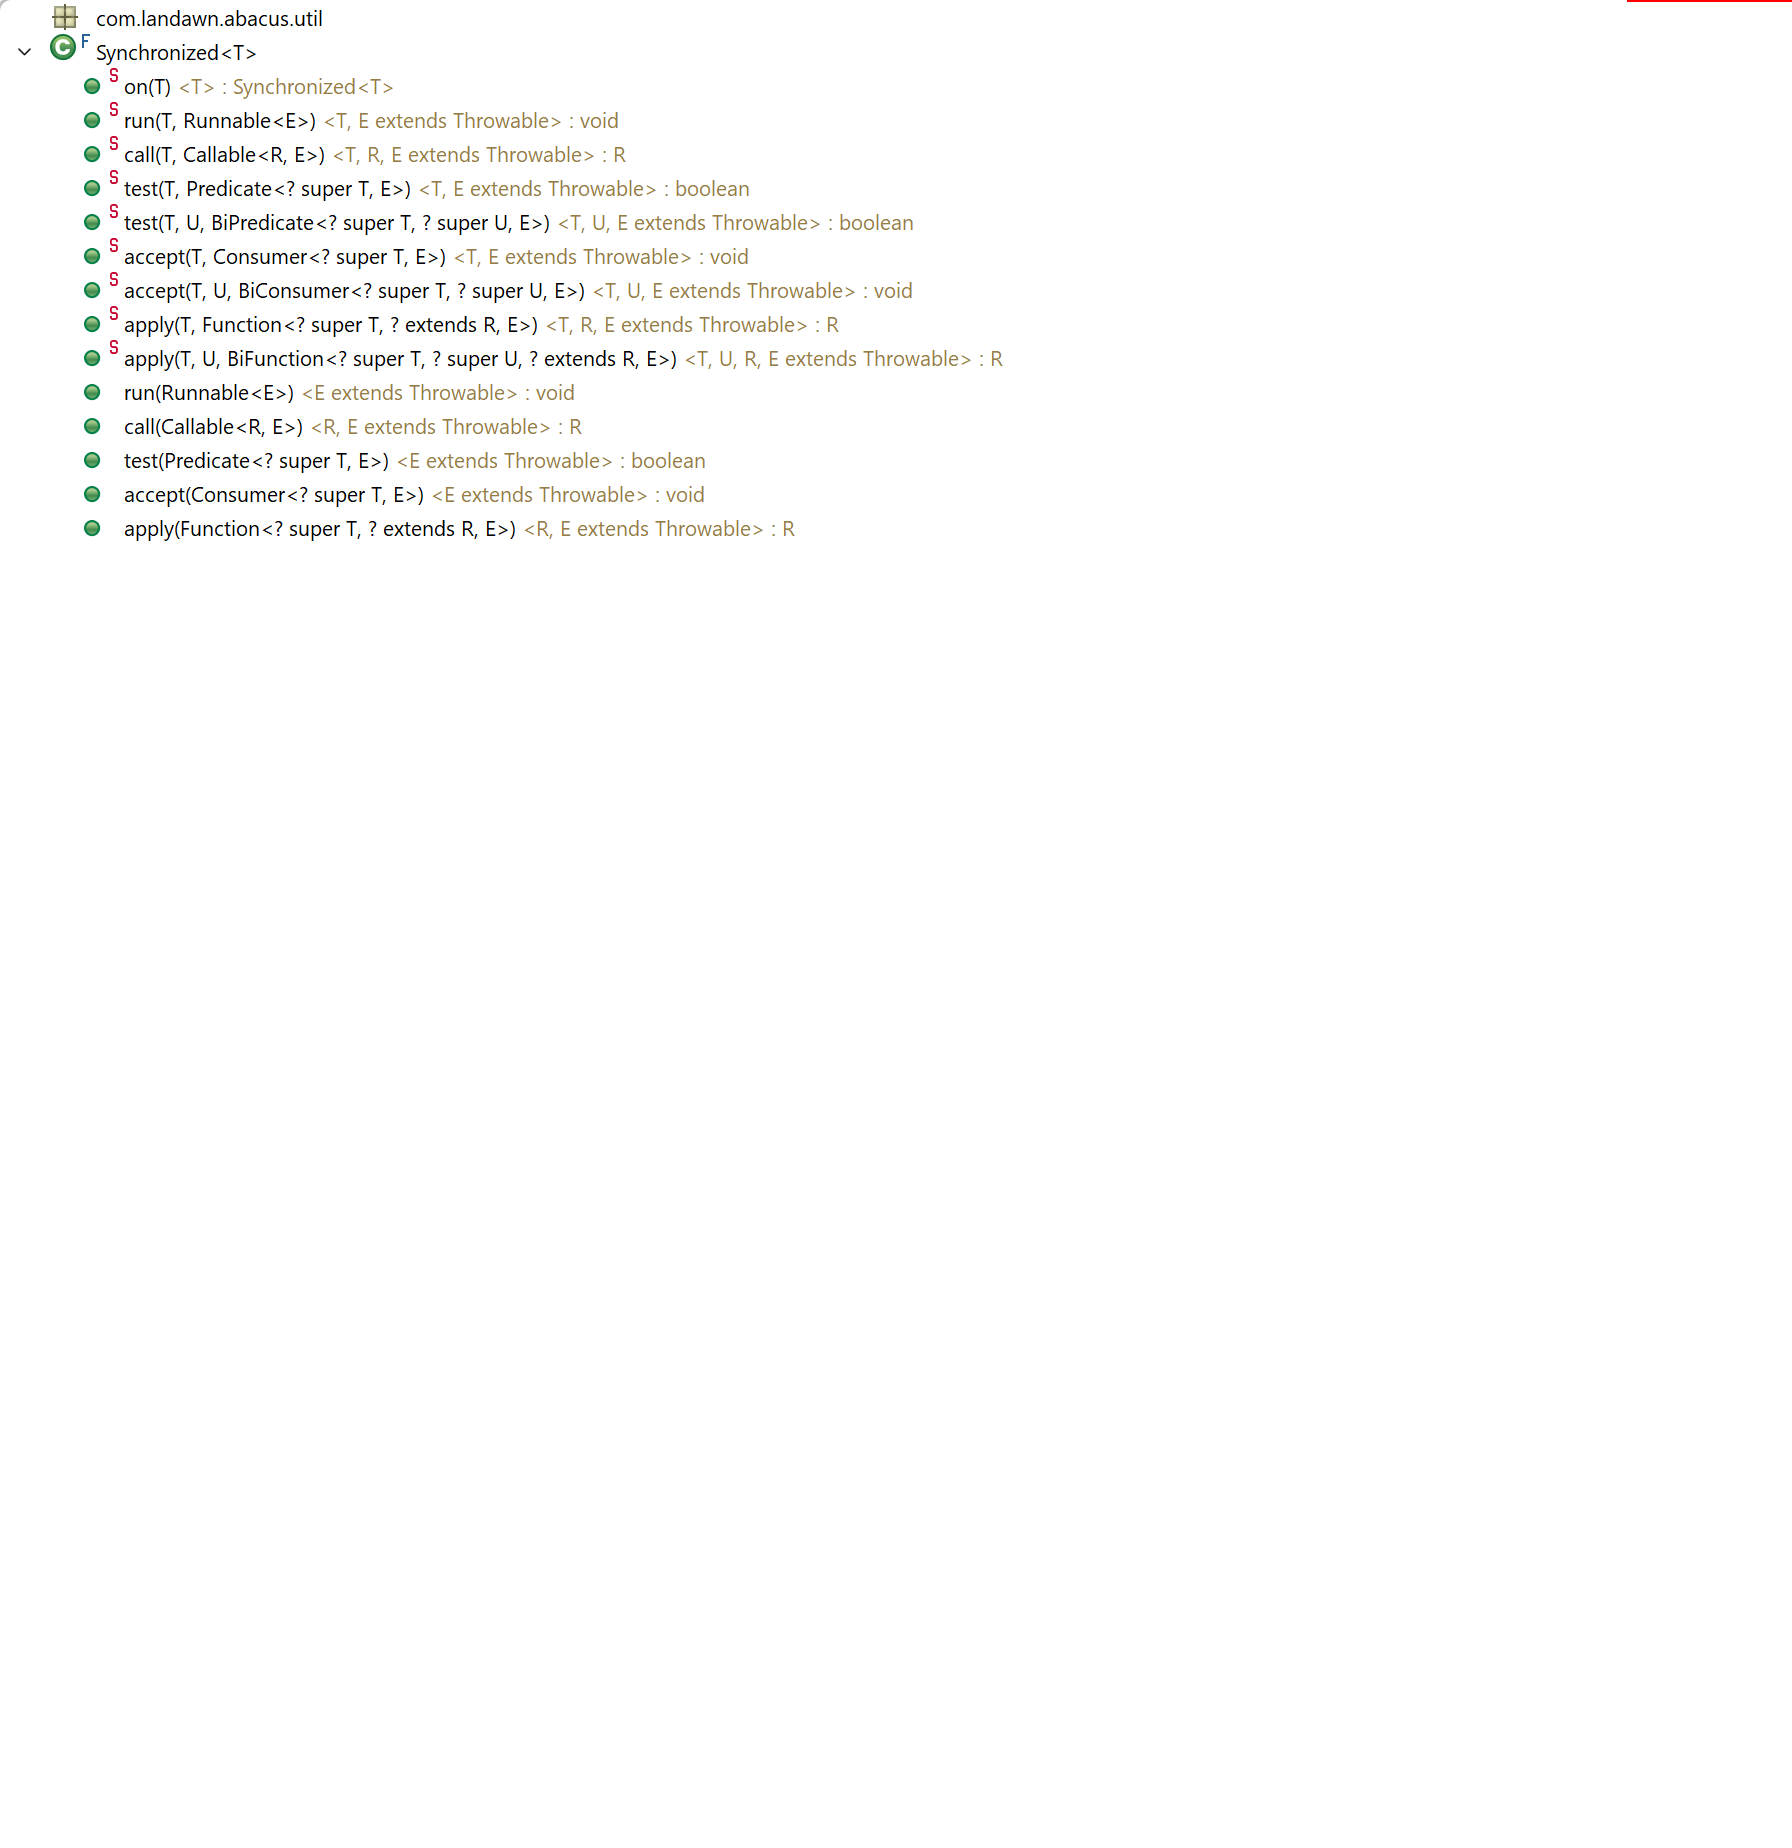 com.landawn.abacus.util
C F Synchronized<T>
S on(T) <T> : Synchronized<T>
S run(T, Runnable<E>) <T, E extends Throwable> : void
S call(T, Callable<R, E>) <T, R, E extends Throwable> : R
S test(T, Predicate<? super T, E>) <T, E extends Throwable> : boolean
S test(T, U, BiPredicate<? super T, ? super U, E>) <T, U, E extends Throwable> : boolean
S accept(T, Consumer<? super T, E>) <T, E extends Throwable> : void
S accept(T, U, BiConsumer<? super T, ? super U, E>) <T, U, E extends Throwable> : void
S apply(T, Function<? super T, ? extends R, E>) <T, R, E extends Throwable> : R
S apply(T, U, BiFunction<? super T, ? super U, ? extends R, E>) <T, U, R, E extends Throwable> : R
run(Runnable<E>) <E extends Throwable> : void
call(Callable<R, E>) <R, E extends Throwable> : R
test(Predicate<? super T, E>) <E extends Throwable> : boolean
accept(Consumer<? super T, E>) <E extends Throwable> : void
apply(Function<? super T, ? extends R, E>) <R, E extends Throwable> : R